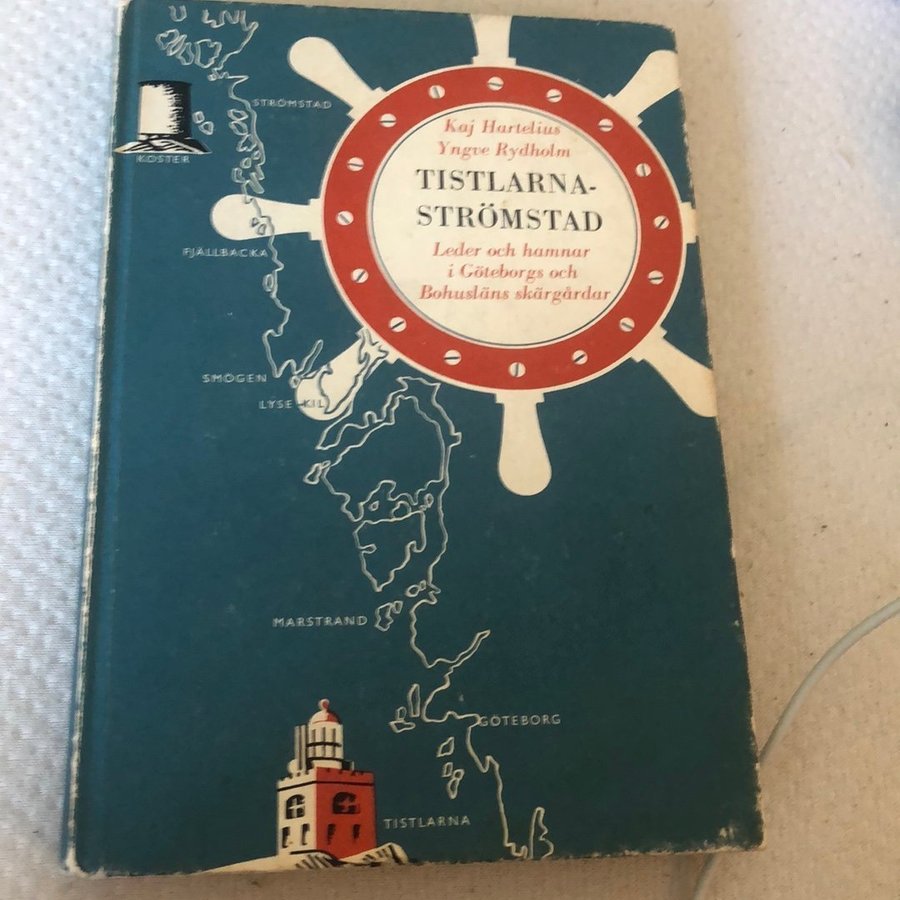 Kaj Hartelius
Yngve Rydholm
TISTLARNA-
STRÖMSTAD
Leder och hamnar
i Göteborgs och
Bohusläns skärgårdar
STRÖMSTAD
KOSTER
FJÄLLBACKA
SMÖGEN
LYSEKIL
MARSTRAND
GÖTEBORG
TISTLARNA